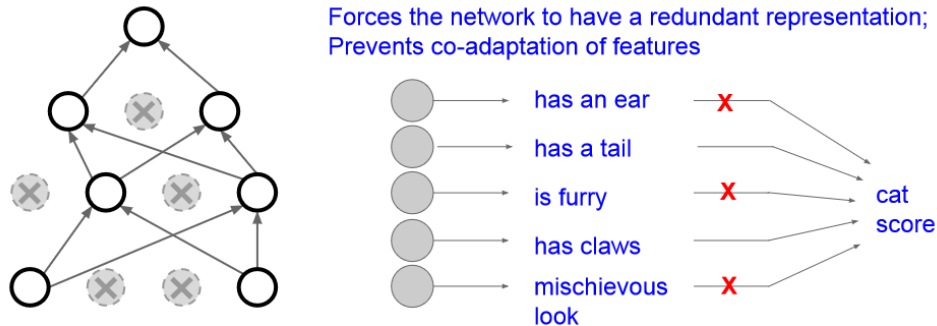 Forces the network to have a redundant representation;
Prevents co-adaptation of features
has an ear
X
has a tail
is furry
X
cat
score
has claws
mischievous
look
X